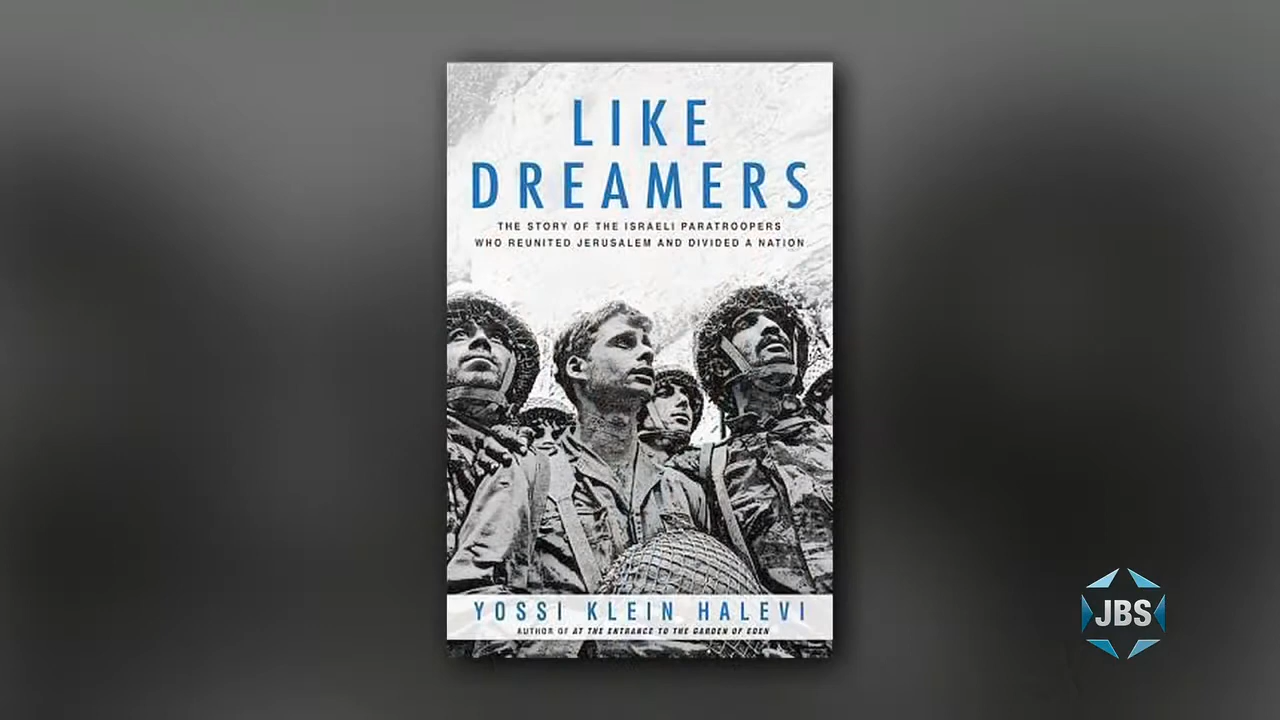 LIKE
DREAMERS
THE STORY OF THE ISRAELI PARATROOPERS
WHO REUNITED JERUSALEM AND DIVIDED A NATION
YOSSI KLEIN HALEVI
AUTHOR OF AT THE ENTRANCE TO THE GARDEN OF EDEN
JBS